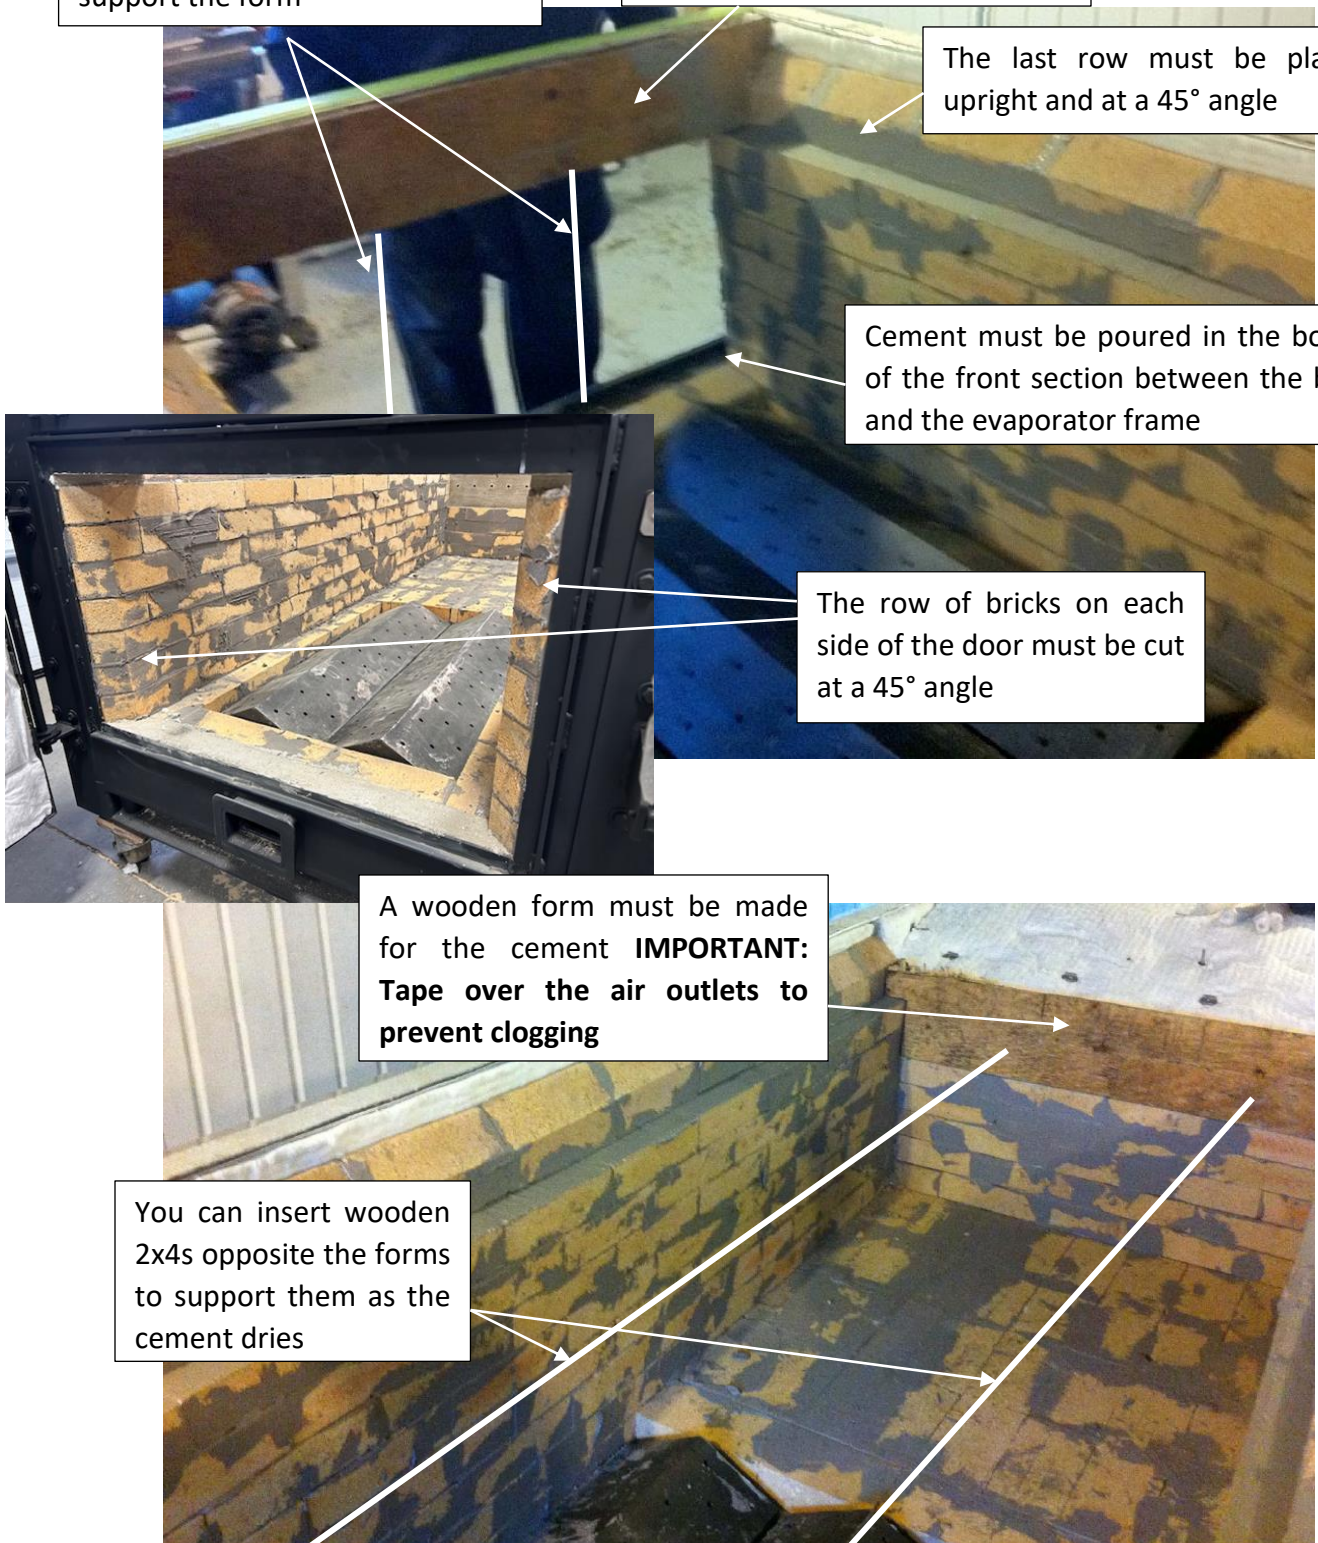 support the form
The last row must be
upright and at a 45° angle
Cement must be poured in the
of the front section between the
and the evaporator frame
The row of bricks on each
side of the door must be cut
at a 45° angle
A wooden form must be made
for the cement IMPORTANT:
Tape over the air outlets to
prevent clogging
You can insert wooden
2x4s opposite the forms
to support them as the
cement dries